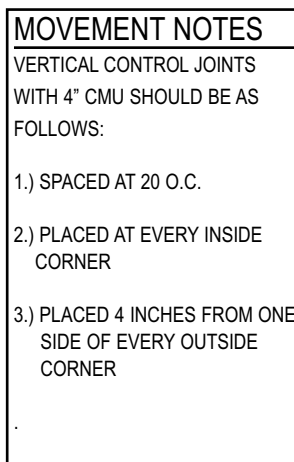 MOVEMENT NOTES
VERTICAL CONTROL JOINTS
WITH 4” CMU SHOULD BE AS
FOLLOWS:
1.) SPACED AT 20 O.C.
2.) PLACED AT EVERY INSIDE
CORNER
3.) PLACED 4 INCHES FROM ONE
SIDE OF EVERY OUTSIDE
CORNER
.